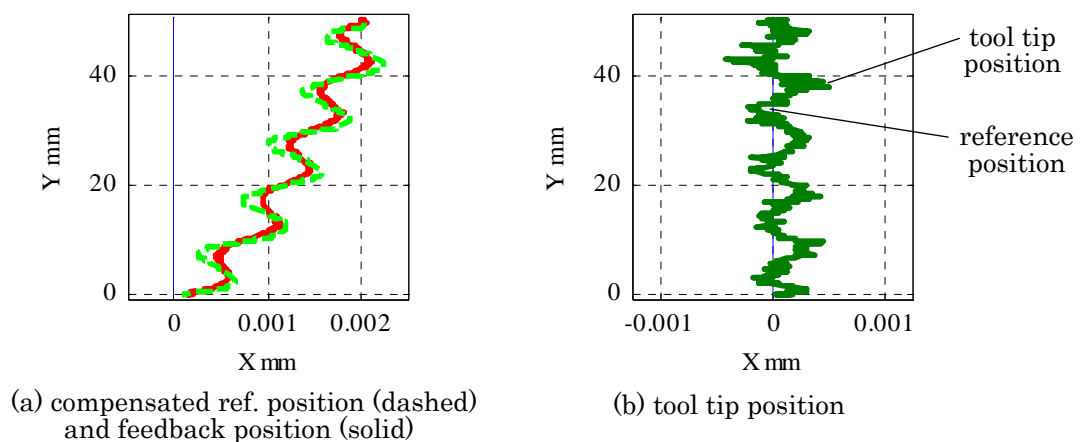 Y mm
40
20
0
0
0.001
0.002
X mm
(a) compensated ref. position (dashed)
and feedback position (solid)
Y mm
40
20
0
-0.001
0
0.001
X mm
tool tip
position
reference
position
(b) tool tip position